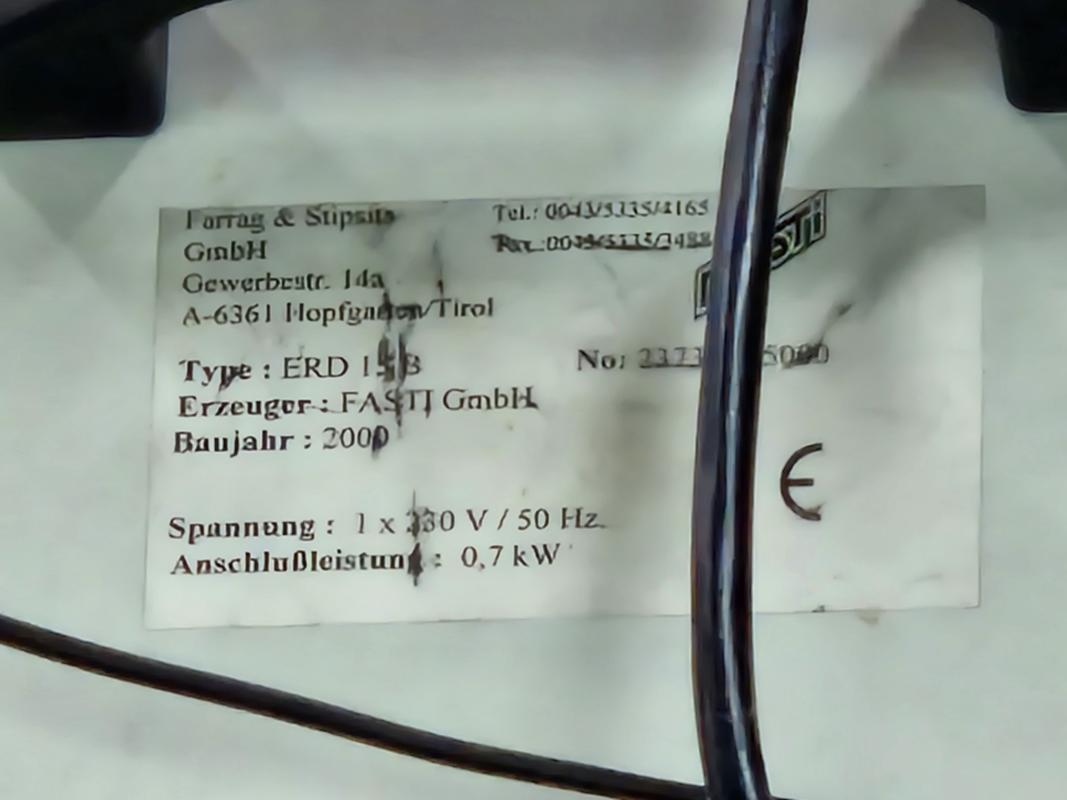 Farrag & Stipsits
GmbH
Gewerbestr. 14a
A-6361 Hopfgarten/Tirol
Tel.: 0043/5335/4165
Type : ERD
No:
Erzeuger : FASTI GmbH
Baujahr : 2000
Spannung : 1 x 230 V / 50 Hz.
Anschlußleistung : 0,7 kW
CE